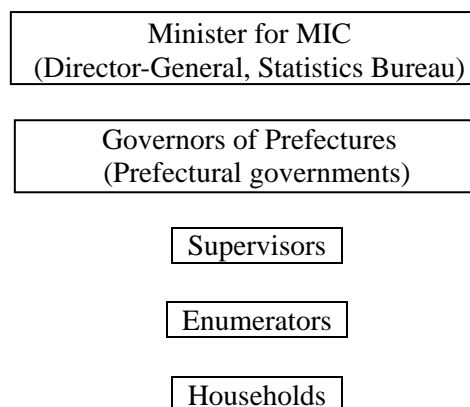 Minister for MIC
(Director-General, Statistics Bureau)
Governors of Prefectures
(Prefectural governments)
Supervisors
Enumerators
Households